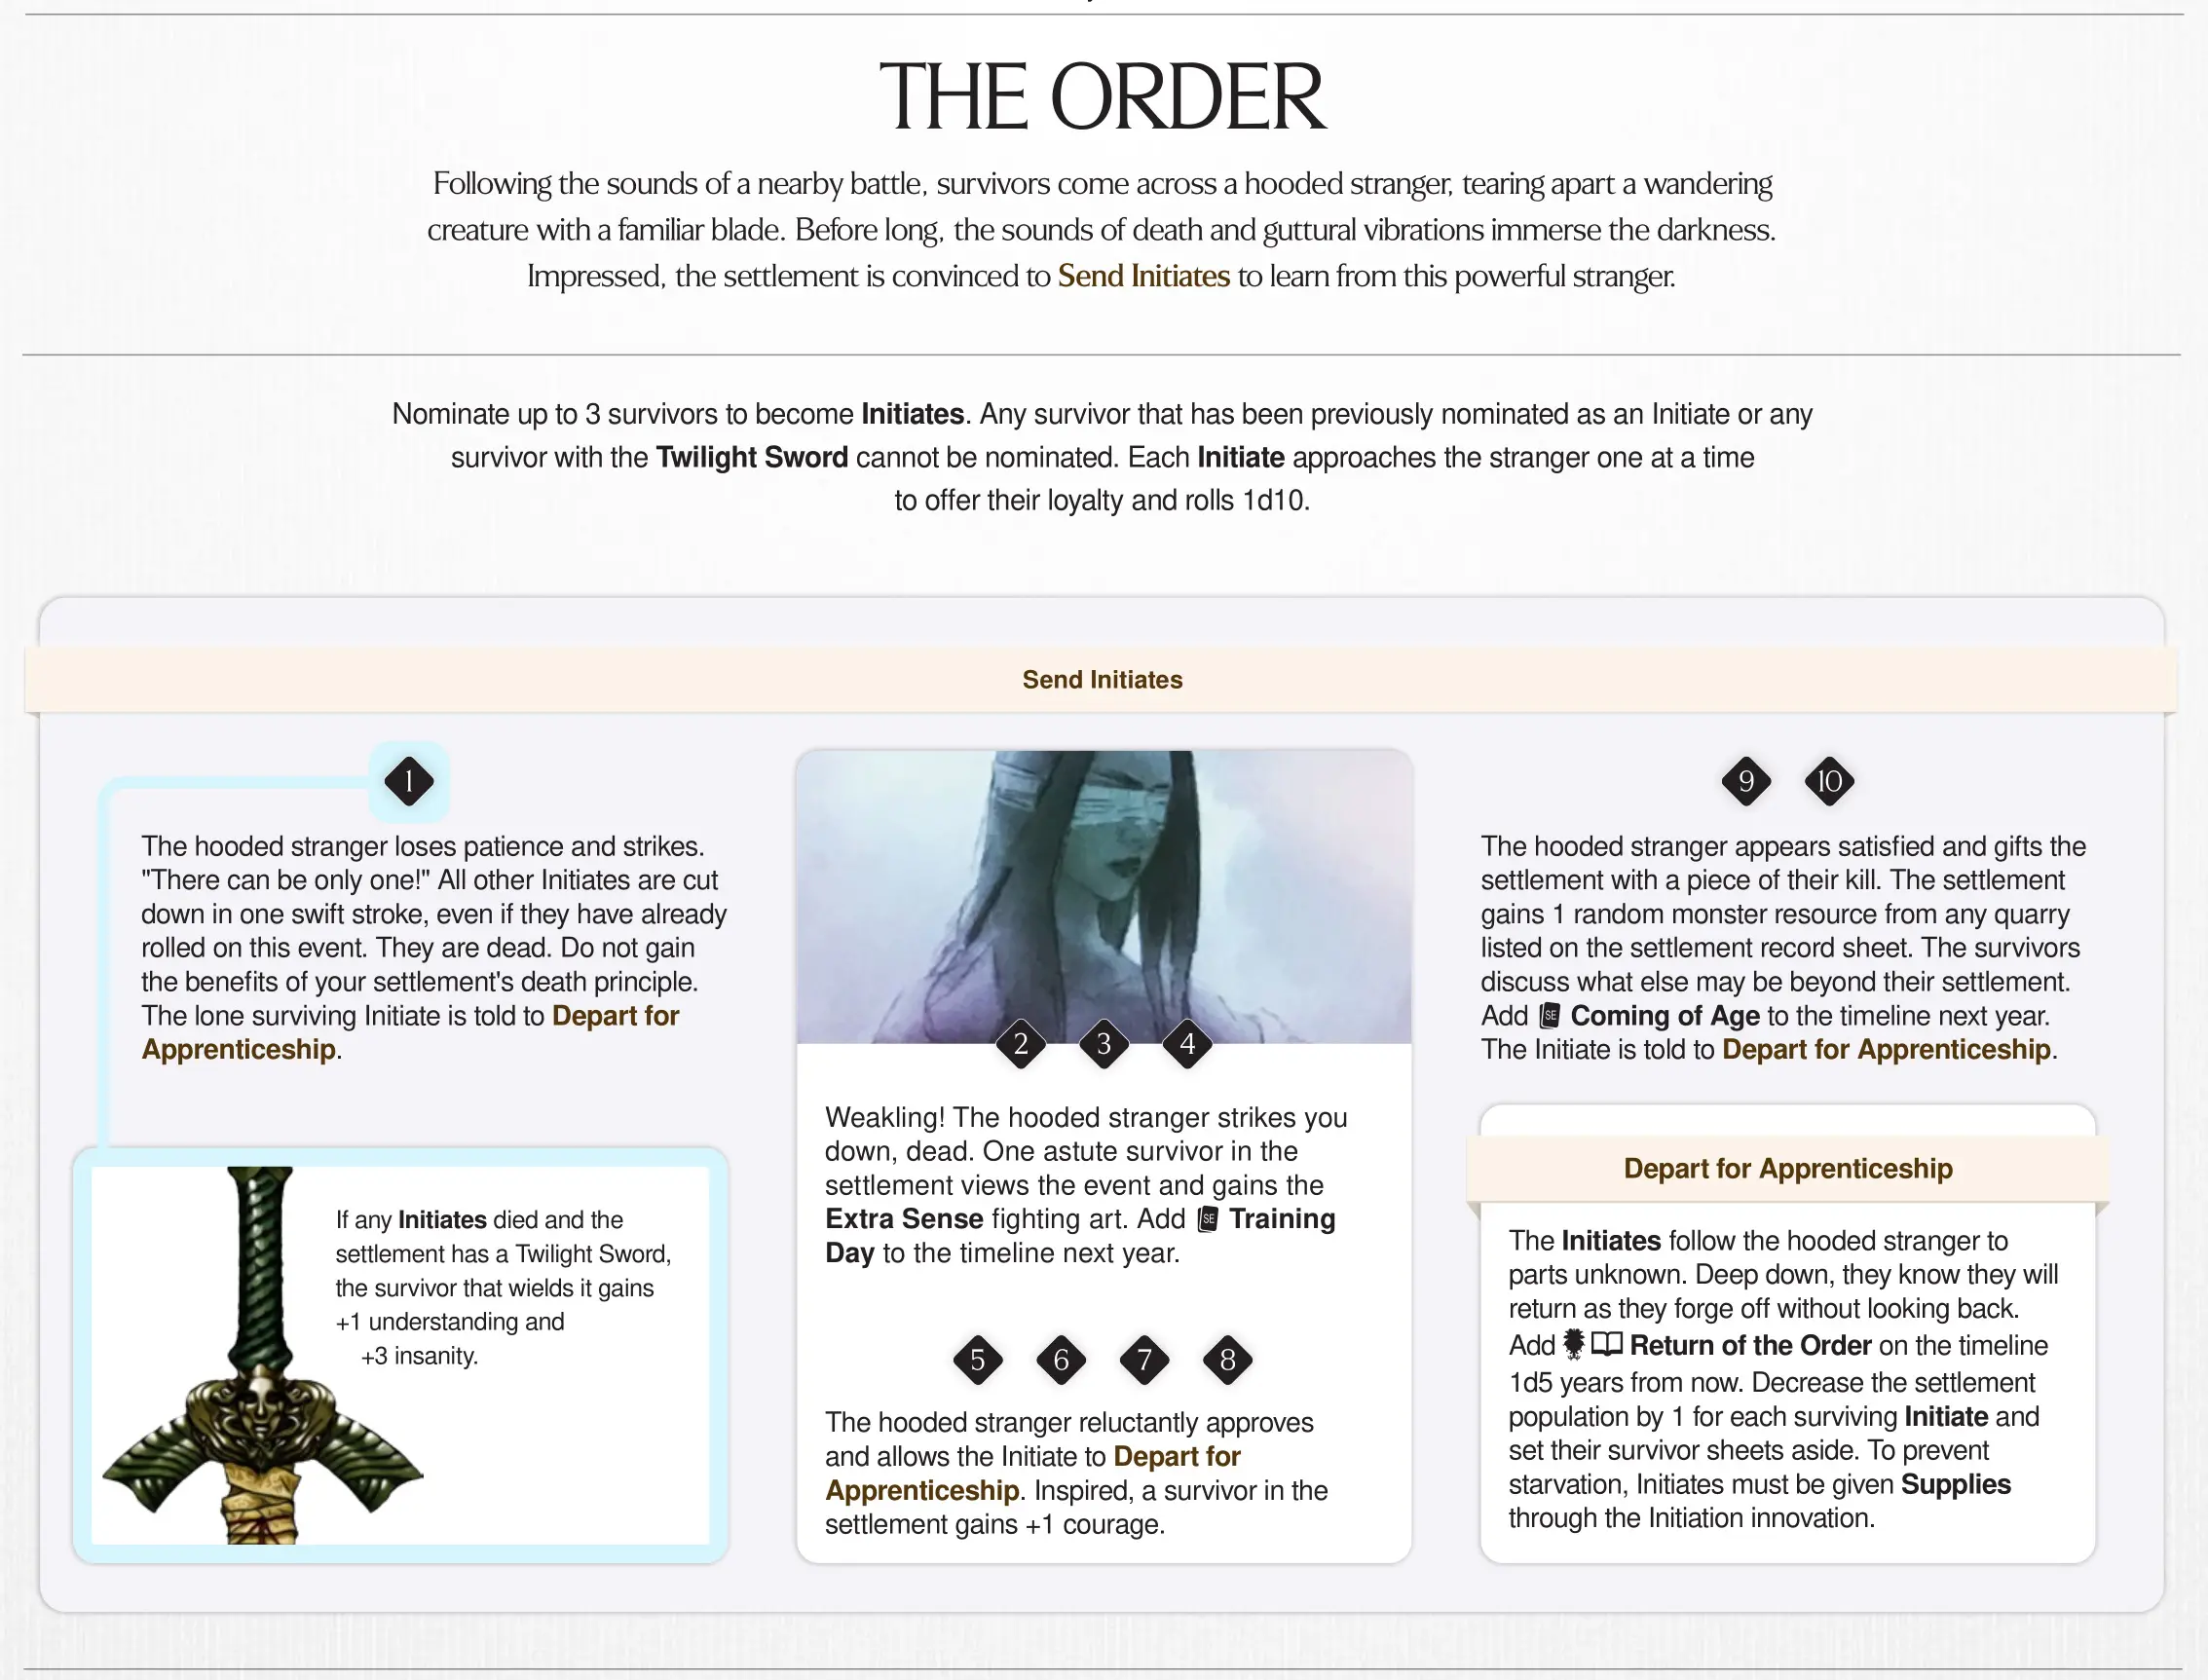 THE ORDER
Following the sounds of a nearby battle, survivors come across a hooded stranger, tearing apart a wandering
creature with a familiar blade. Before long, the sounds of death and guttural vibrations immerse the darkness.
Impressed, the settlement is convinced to Send Initiates to learn from this powerful stranger.
Nominate up to 3 survivors to become Initiates. Any survivor that has been previously nominated as an Initiate or any
survivor with the Twilight Sword cannot be nominated. Each Initiate approaches the stranger one at a time
to offer their loyalty and rolls 1d10.
Send Initiates
1
The hooded stranger loses patience and strikes.
"There can be only one!" All other Initiates are cut
down in one swift stroke, even if they have already
rolled on this event. They are dead. Do not gain
the benefits of your settlement's death principle.
The lone surviving Initiate is told to Depart for
Apprenticeship.
If any Initiates died and the
settlement has a Twilight Sword,
the survivor that wields it gains
+1 understanding and
+3 insanity.
2 3 4
Weakling! The hooded stranger strikes you
down, dead. One astute survivor in the
settlement views the event and gains the
Extra Sense fighting art. Add SE Training
Day to the timeline next year.
5 6 7 8
The hooded stranger reluctantly approves
and allows the Initiate to Depart for
Apprenticeship. Inspired, a survivor in the
settlement gains +1 courage.
9 10
The hooded stranger appears satisfied and gifts the
settlement with a piece of their kill. The settlement
gains 1 random monster resource from any quarry
listed on the settlement record sheet. The survivors
discuss what else may be beyond their settlement.
Add SE Coming of Age to the timeline next year.
The Initiate is told to Depart for Apprenticeship.
Depart for Apprenticeship
The Initiates follow the hooded stranger to
parts unknown. Deep down, they know they will
return as they forge off without looking back.
Add Return of the Order on the timeline
1d5 years from now. Decrease the settlement
population by 1 for each surviving Initiate and
set their survivor sheets aside. To prevent
starvation, Initiates must be given Supplies
through the Initiation innovation.